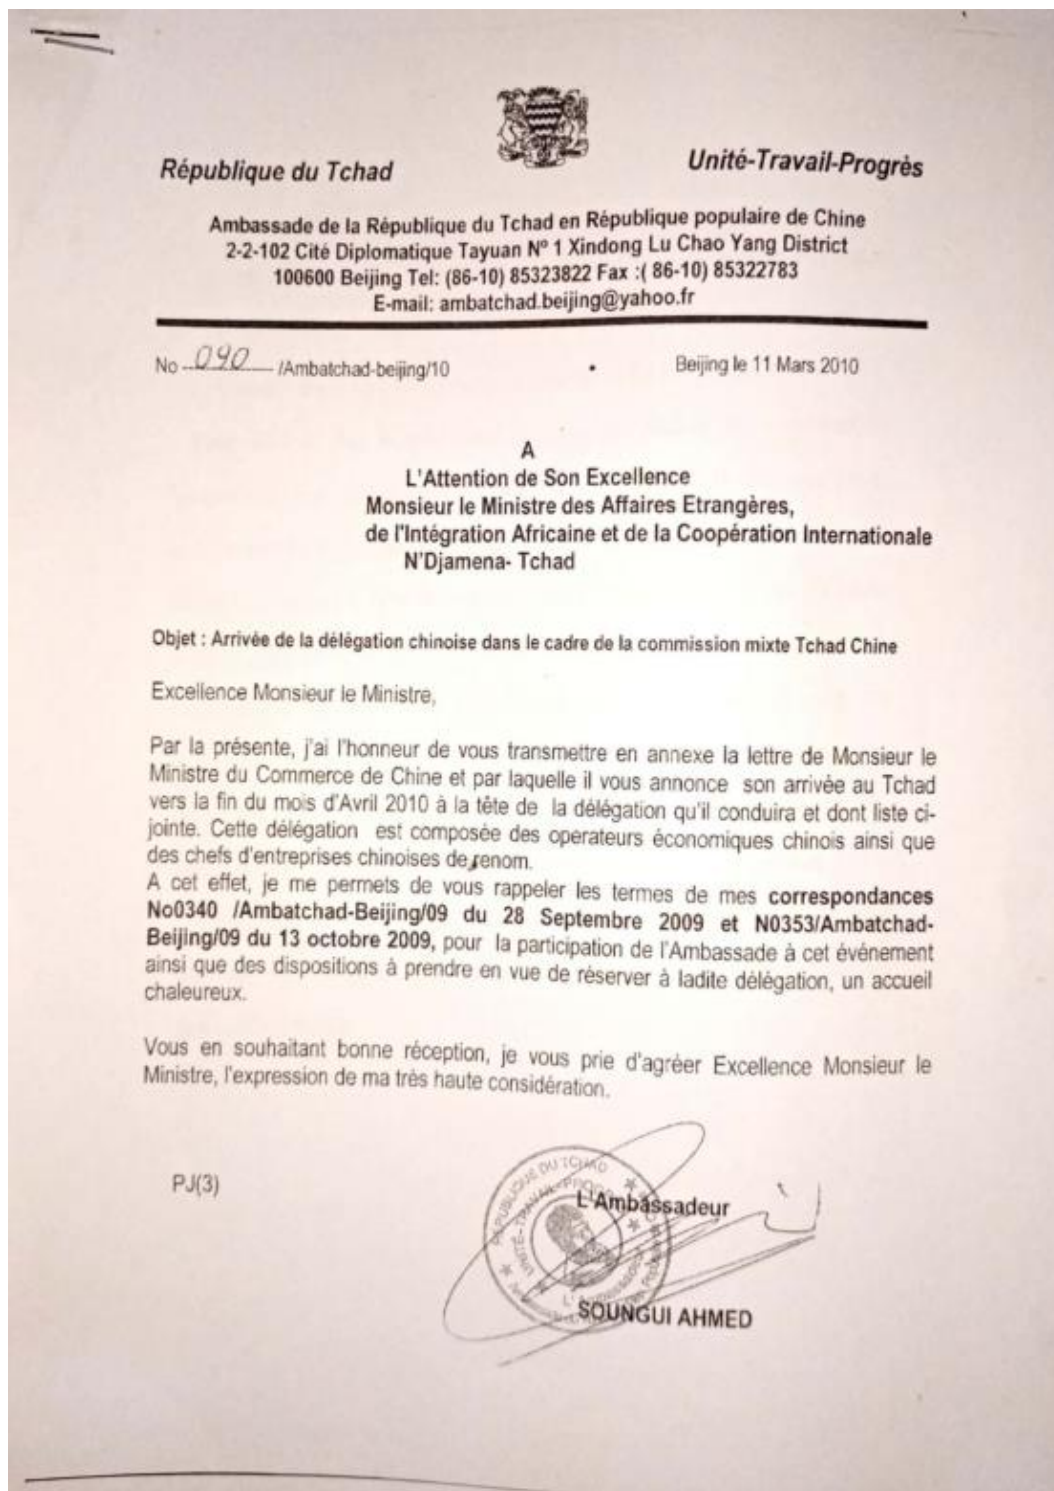 République du Tchad
Unité-Travail-Progrès
Ambassade de la République du Tchad en République populaire de Chine
2-2-102 Cité Diplomatique Tayuan Nº 1 Xindong Lu Chao Yang District
100600 Beijing Tel: (86-10) 85323822 Fax :( 86-10) 85322783
E-mail: ambatchad.beijing@yahoo.fr
No 090 /Ambatchad-beijing/10
Beijing le 11 Mars 2010
A
L'Attention de Son Excellence
Monsieur le Ministre des Affaires Etrangères,
de l'Intégration Africaine et de la Coopération Internationale
N'Djamena- Tchad
Objet : Arrivée de la délégation chinoise dans le cadre de la commission mixte Tchad Chine
Excellence Monsieur le Ministre,
Par la présente, j'ai l'honneur de vous transmettre en annexe la lettre de Monsieur le
Ministre du Commerce de Chine et par laquelle il vous annonce son arrivée au Tchad
vers la fin du mois d'Avril 2010 à la tête de la délégation qu'il conduira et dont liste ci-
jointe. Cette délégation est composée des operateurs économiques chinois ainsi que
des chefs d'entreprises chinoises de renom.
A cet effet, je me permets de vous rappeler les termes de mes correspondances
No0340 /Ambatchad-Beijing/09 du 28 Septembre 2009 et N0353/Ambatchad-
Beijing/09 du 13 octobre 2009, pour la participation de l'Ambassade à cet événement
ainsi que des dispositions à prendre en vue de réserver à ladite délégation, un accueil
chaleureux.
Vous en souhaitant bonne réception, je vous prie d'agréer Excellence Monsieur le
Ministre, l'expression de ma très haute considération.
PJ(3)
REPUBLIQUE DU TCHAD
UNITÉ-TRAVAIL-PROGRÈS
L'Ambassadeur
SOUNGUI AHMED